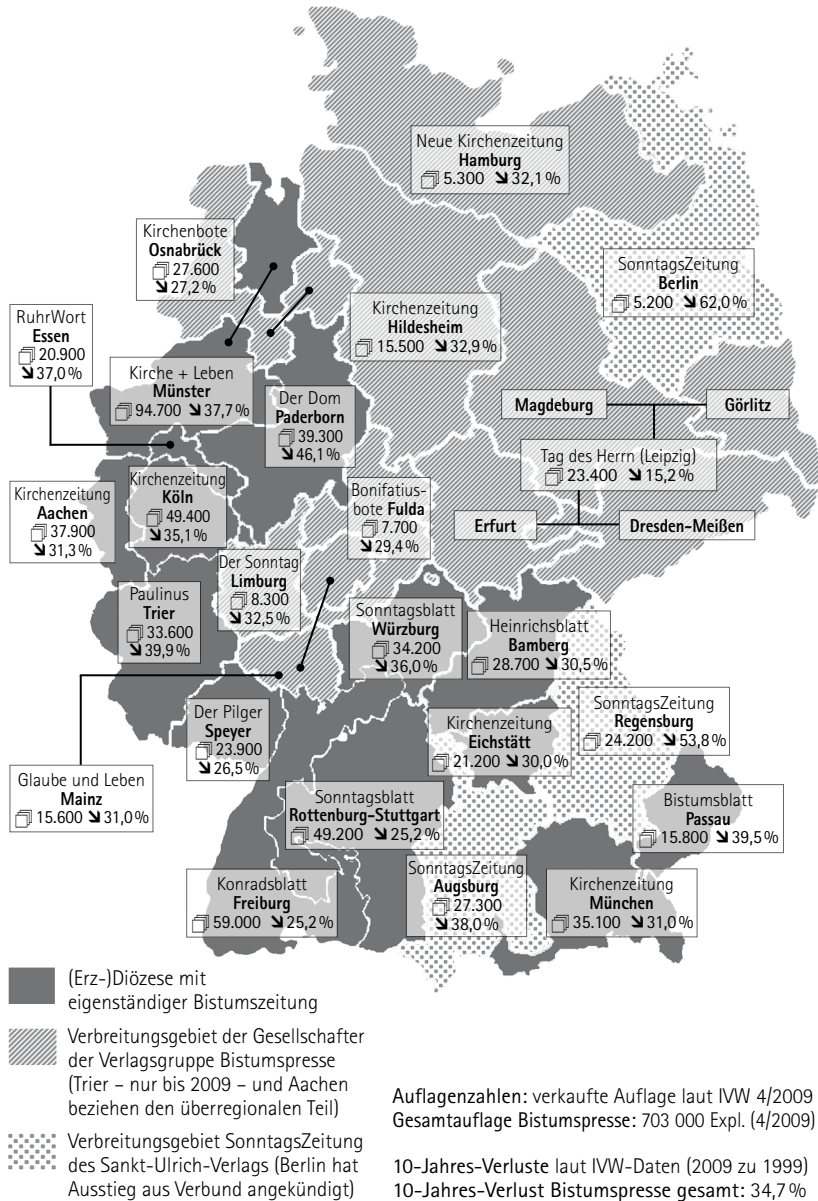 Neue Kirchenzeitung
Hamburg
5.300 ➘32,1%
Kirchenbote
Osnabrück
27.600
➘27,2%
SonntagsZeitung
Berlin
5.200 ➘62,0%
RuhrWort
Essen
20.900
➘37,0%
Kirchenzeitung
Hildesheim
15.500 ➘32,9%
Kirche + Leben
Münster
94.700 ➘37,7%
Der Dom
Paderborn
39.300
➘46,1%
Magdeburg
Görlitz
Tag des Herrn (Leipzig)
23.400 ➘15,2%
Erfurt
Dresden-Meißen
Kirchenzeitung
Aachen
37.900
➘31,3%
Kirchenzeitung
Köln
49.400
➘35,1%
Bonifatius-
bote Fulda
7.700
➘29,4%
Der Sonntag
Limburg
8.300
➘32,5%
Paulinus
Trier
33.600
➘39,9%
Sonntagsblatt
Würzburg
34.200
➘36,0%
Heinrichsblatt
Bamberg
28.700 ➘30,5%
Der Pilger
Speyer
23.900
➘26,5%
Kirchenzeitung
Eichstätt
21.200 ➘30,0%
SonntagsZeitung
Regensburg
24.200 ➘53,8%
Glaube und Leben
Mainz
15.600 ➘31,0%
Sonntagsblatt
Rottenburg-Stuttgart
49.200 ➘25,2%
Bistumsblatt
Passau
15.800 ➘39,5%
Konradsblatt
Freiburg
59.000 ➘25,2%
SonntagsZeitung
Augsburg
27.300
➘38,0%
Kirchenzeitung
München
35.100 ➘31,0%
(Erz-)Diözese mit
eigenständiger Bistumszeitung
Verbreitungsgebiet der Gesellschafter
der Verlagsgruppe Bistumspresse
(Trier – nur bis 2009 – und Aachen
beziehen den überregionalen Teil)
Verbreitungsgebiet SonntagsZeitung
des Sankt-Ulrich-Verlags (Berlin hat
Ausstieg aus Verbund angekündigt)
Auflagenzahlen: verkaufte Auflage laut IVW 4/2009
Gesamtauflage Bistumspresse: 703 000 Expl. (4/2009)
10-Jahres-Verluste laut IVW-Daten (2009 zu 1999)
10-Jahres-Verlust Bistumspresse gesamt: 34,7%